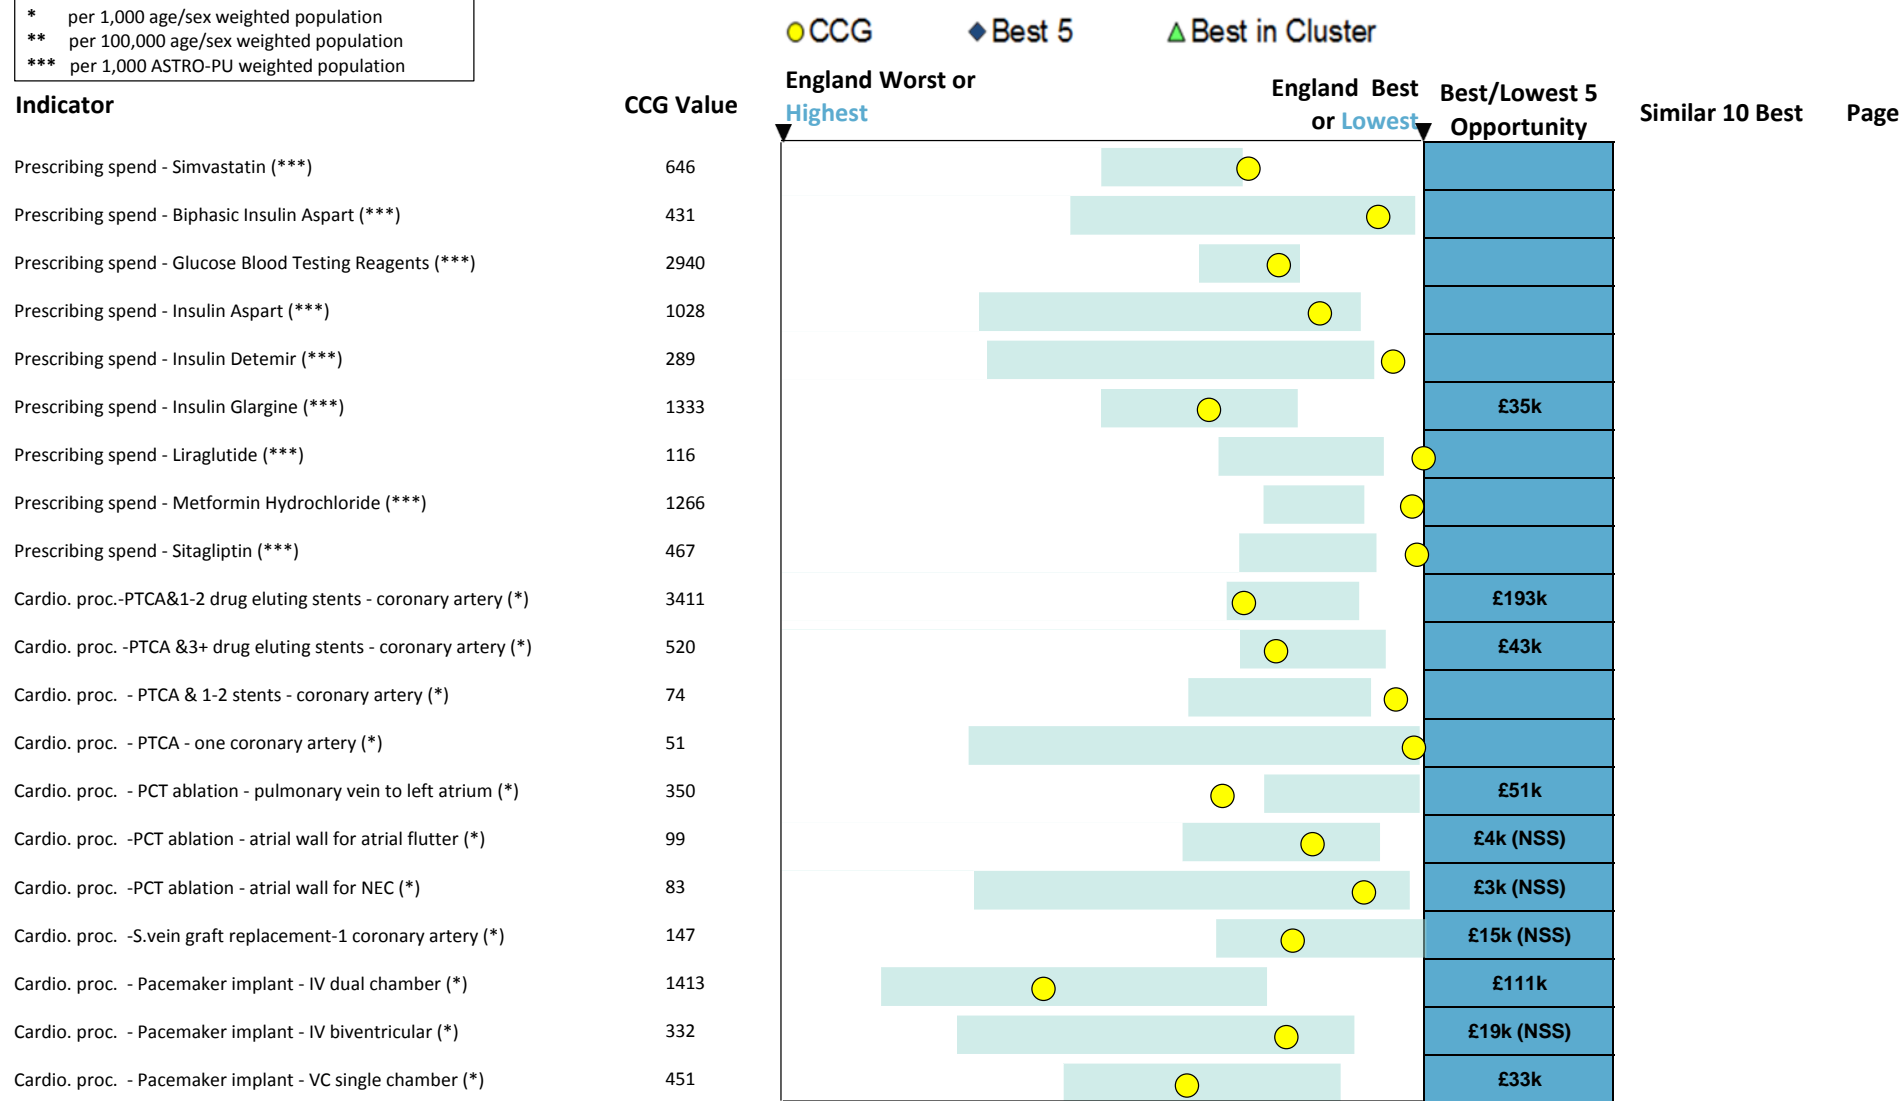 * per 1,000 age/sex weighted population
** per 100,000 age/sex weighted population
*** per 1,000 ASTRO-PU weighted population
CCG Best 5 Best in Cluster
Indicator CCG Value England Worst or Highest England Best or Lowest Best/Lowest 5 Opportunity Similar 10 Best Page
Prescribing spend - Simvastatin (***) 646
Prescribing spend - Biphasic Insulin Aspart (***) 431
Prescribing spend - Glucose Blood Testing Reagents (***) 2940
Prescribing spend - Insulin Aspart (***) 1028
Prescribing spend - Insulin Detemir (***) 289
Prescribing spend - Insulin Glargine (***) 1333 £35k
Prescribing spend - Liraglutide (***) 116
Prescribing spend - Metformin Hydrochloride (***) 1266
Prescribing spend - Sitagliptin (***) 467
Cardio. proc.-PTCA&1-2 drug eluting stents - coronary artery (*) 3411 £193k
Cardio. proc. -PTCA &3+ drug eluting stents - coronary artery (*) 520 £43k
Cardio. proc. - PTCA & 1-2 stents - coronary artery (*) 74
Cardio. proc. - PTCA - one coronary artery (*) 51
Cardio. proc. - PCT ablation - pulmonary vein to left atrium (*) 350 £51k
Cardio. proc. -PCT ablation - atrial wall for atrial flutter (*) 99 £4k (NSS)
Cardio. proc. -PCT ablation - atrial wall for NEC (*) 83 £3k (NSS)
Cardio. proc. -S.vein graft replacement-1 coronary artery (*) 147 £15k (NSS)
Cardio. proc. - Pacemaker implant - IV dual chamber (*) 1413 £111k
Cardio. proc. - Pacemaker implant - IV biventricular (*) 332 £19k (NSS)
Cardio. proc. - Pacemaker implant - VC single chamber (*) 451 £33k